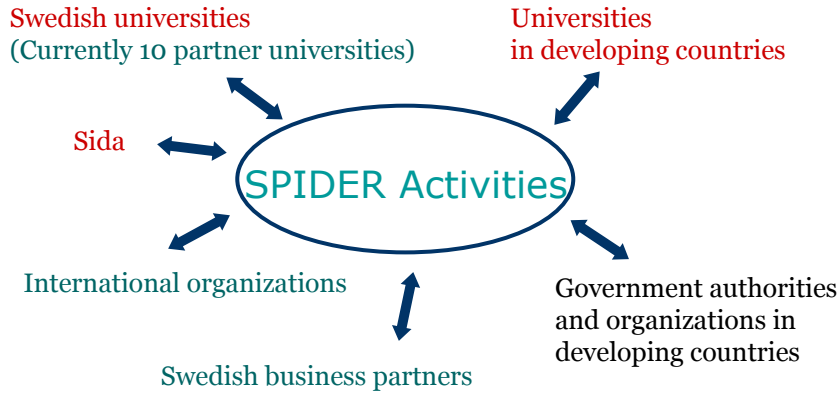 Swedish universities
(Currently 10 partner universities)
Universities
in developing countries
Sida
SPIDER Activities
International organizations
Government authorities
and organizations in
developing countries
Swedish business partners